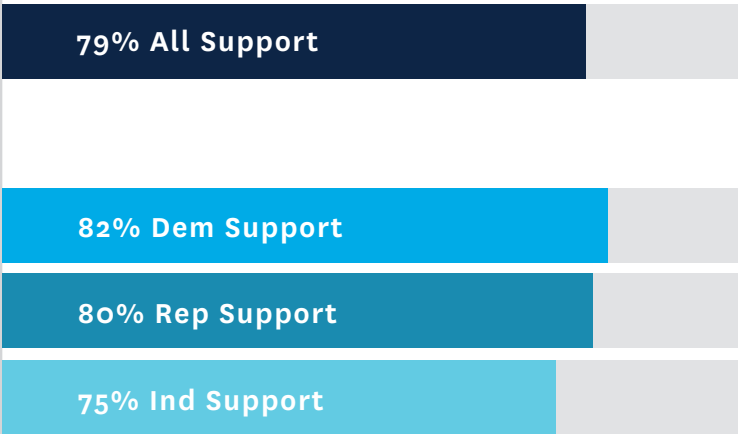 79% All Support
82% Dem Support
80% Rep Support
75% Ind Support